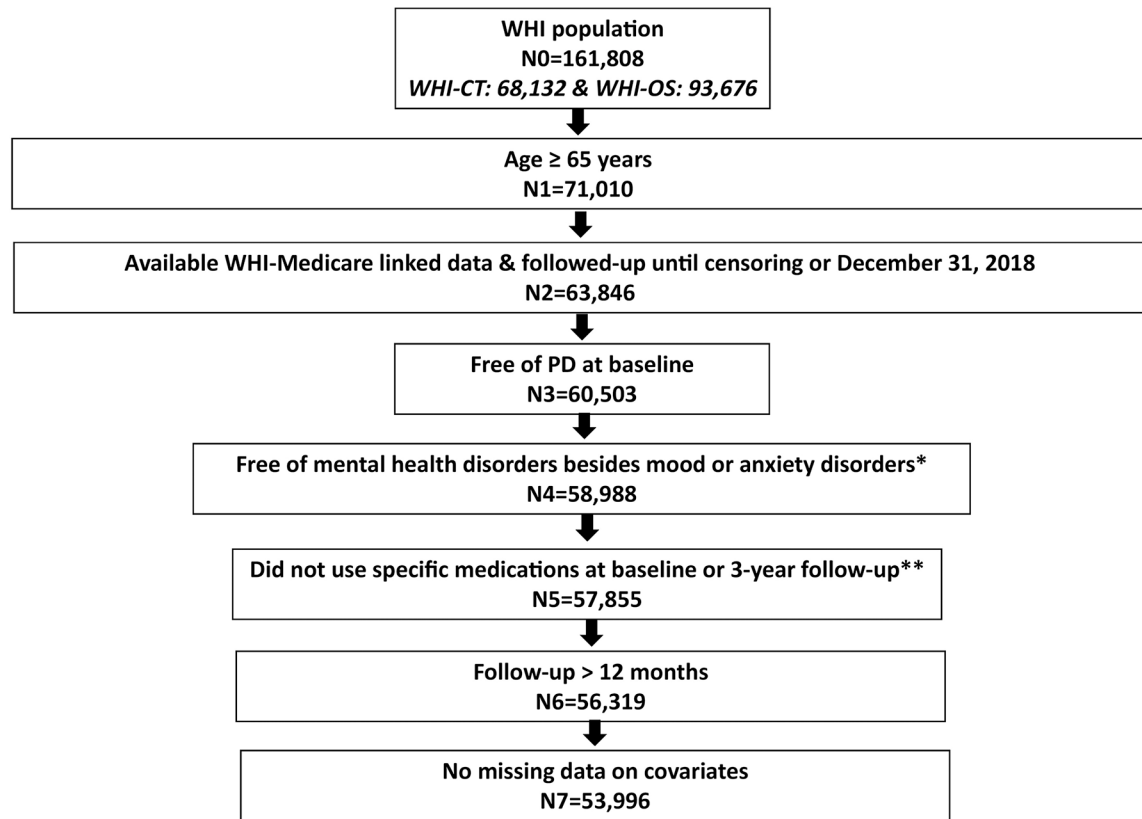 WHI population
N0=161,808
WHI-CT: 68,132 & WHI-OS: 93,676
Age ≥ 65 years
N1=71,010
Available WHI-Medicare linked data & followed-up until censoring or December 31, 2018
N2=63,846
Free of PD at baseline
N3=60,503
Free of mental health disorders besides mood or anxiety disorders*
N4=58,988
Did not use specific medications at baseline or 3-year follow-up**
N5=57,855
Follow-up > 12 months
N6=56,319
No missing data on covariates
N7=53,996